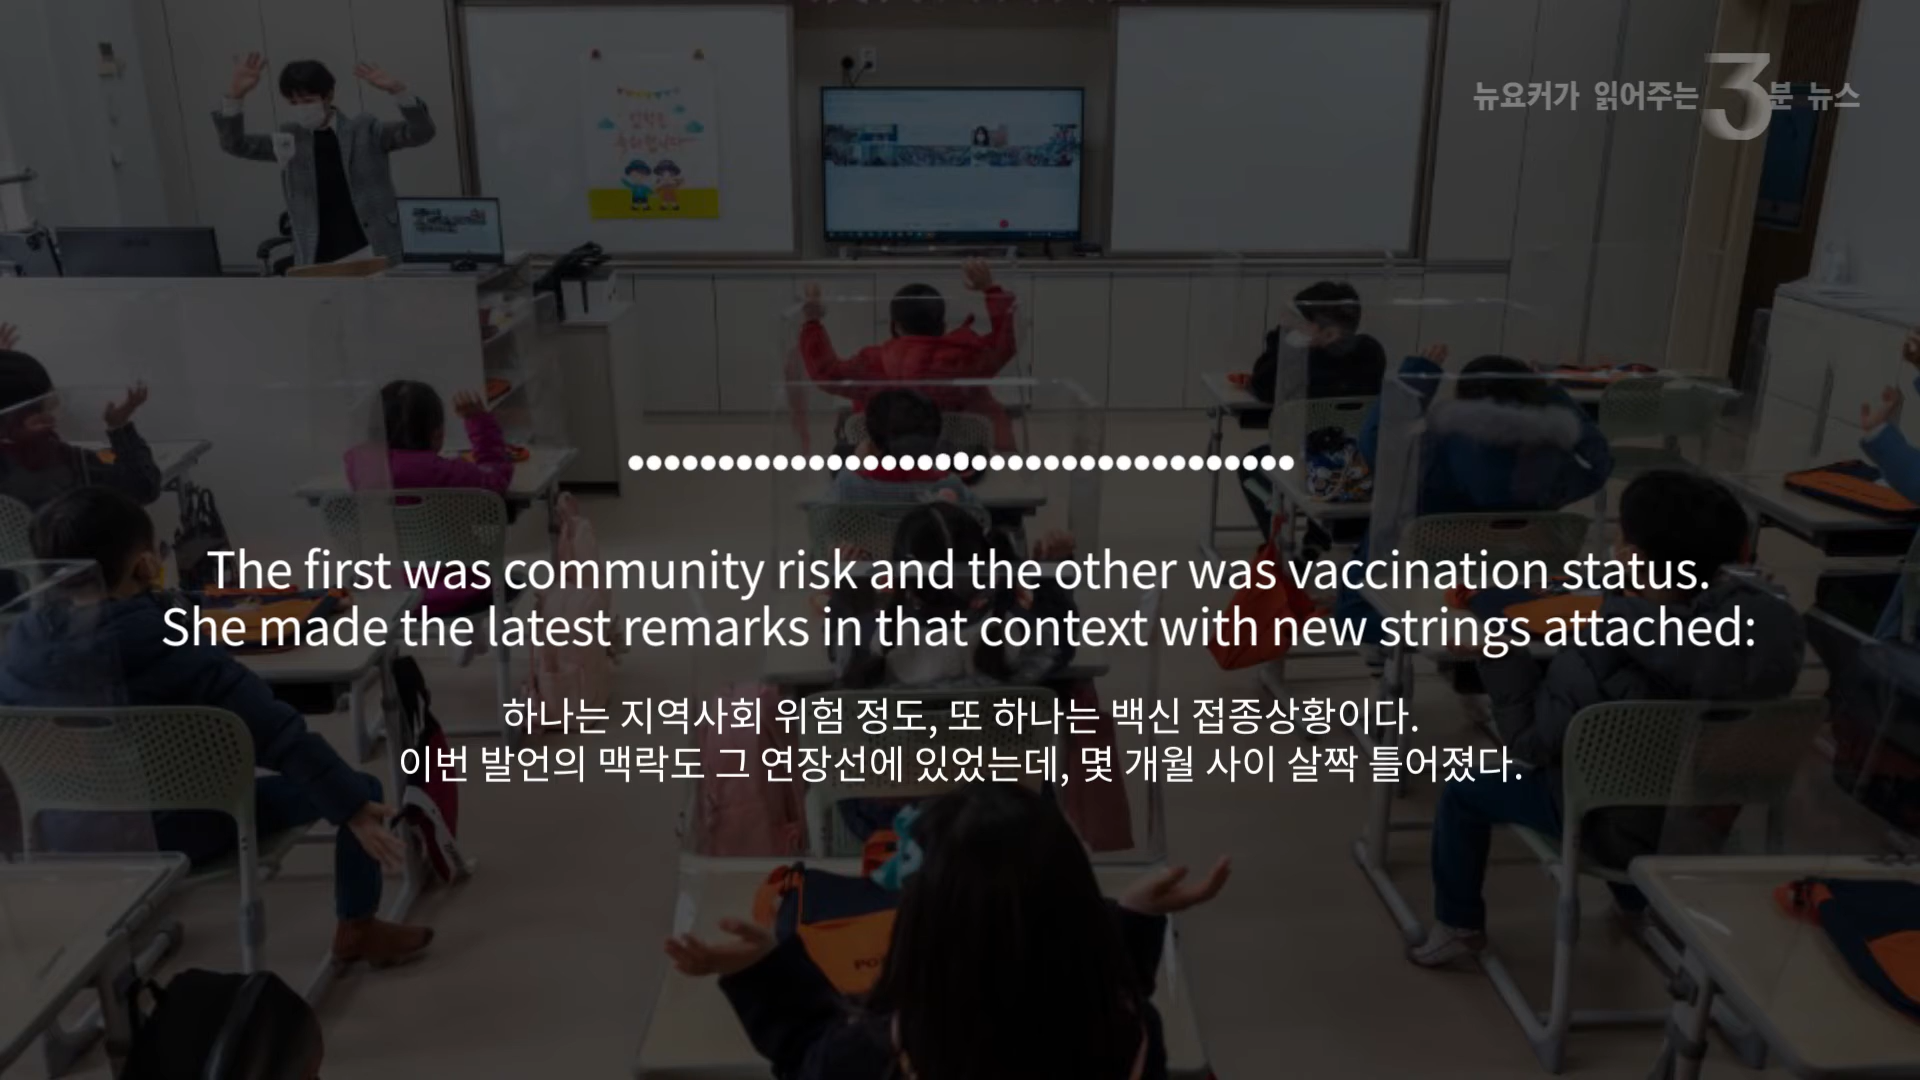 뉴요커가 읽어주는 3분 뉴스
The first was community risk and the other was vaccination status.
She made the latest remarks in that context with new strings attached:
하나는 지역사회 위험 정도, 또 하나는 백신 접종상황이다.
이번 발언의 맥락도 그 연장선에 있었는데, 몇 개월 사이 살짝 틀어졌다.